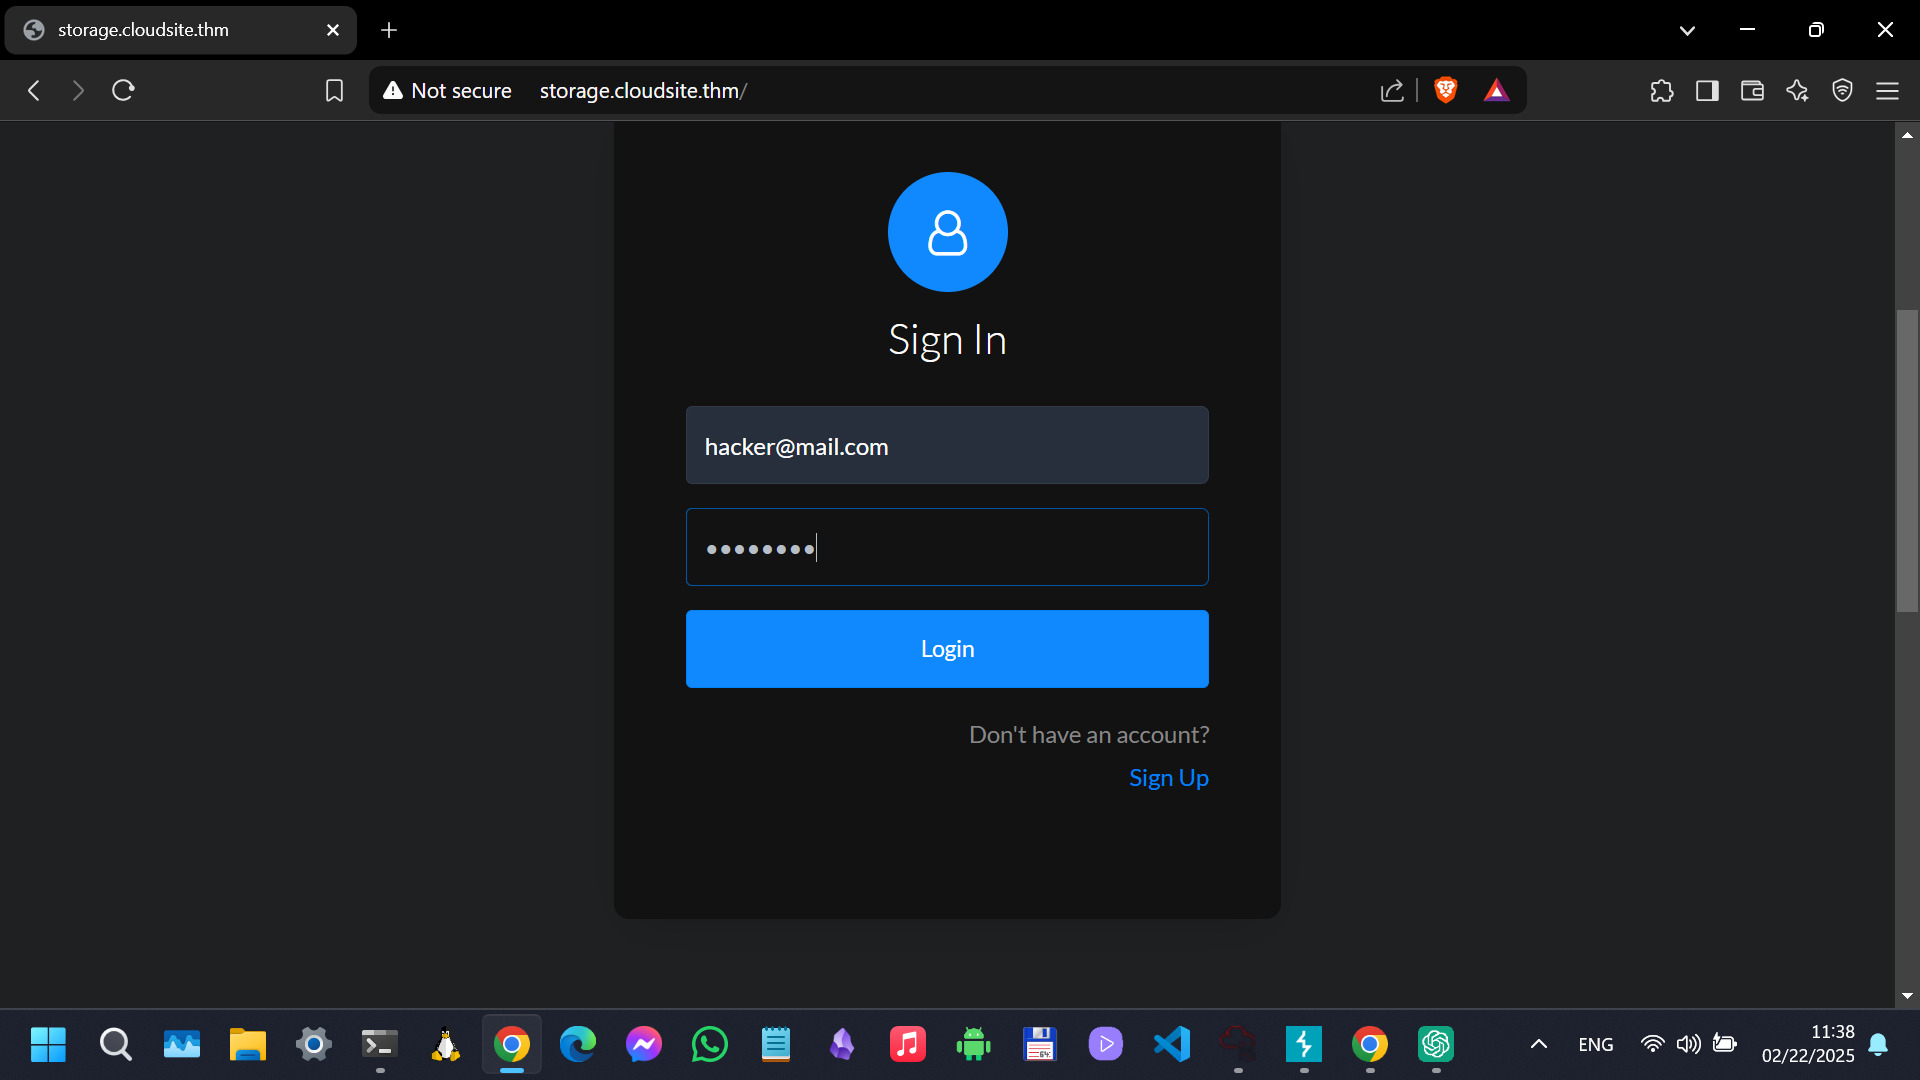 storage.cloudsite.thm
Not secure storage.cloudsite.thm/
Sign In
hacker@mail.com
••••••••
Login
Don't have an account?
Sign Up
64
ENG
11:38
02/22/2025